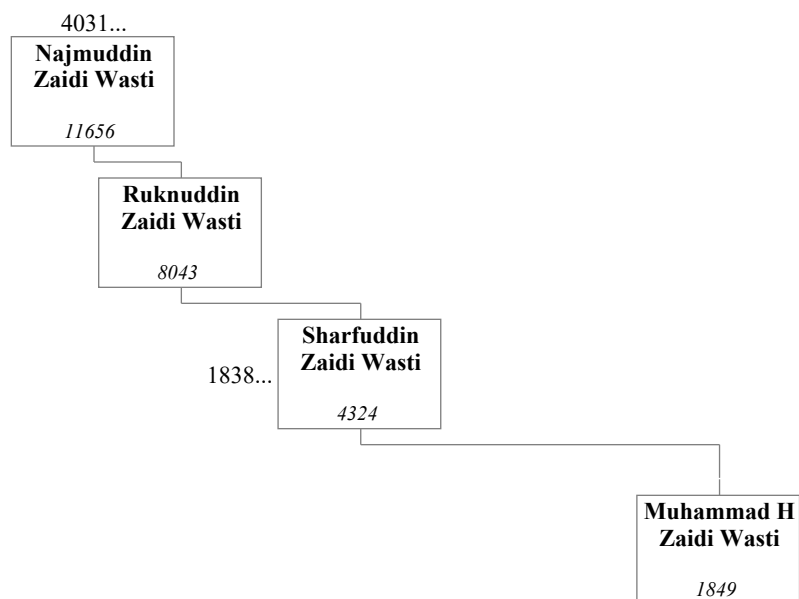 4031...
Najmuddin
Zaidi Wasti
11656
Ruknuddin
Zaidi Wasti
8043
Sharfuddin
Zaidi Wasti
1838...
4324
Muhammad H
Zaidi Wasti
1849